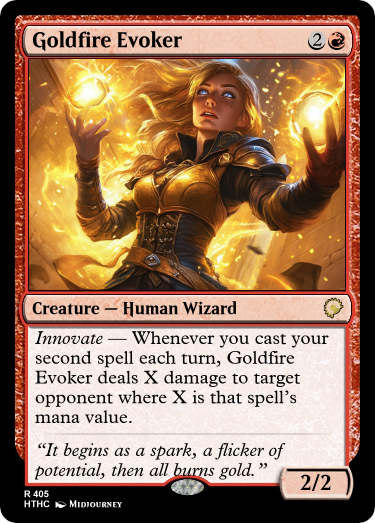 Goldfire Evoker 2
Creature — Human Wizard
Innovate — Whenever you cast your
second spell each turn, Goldfire
Evoker deals X damage to target
opponent where X is that spell's
mana value.
“It begins as a spark, a flicker of
potential, then all burns gold.”
2/2
R 405
HTHC Midjourney